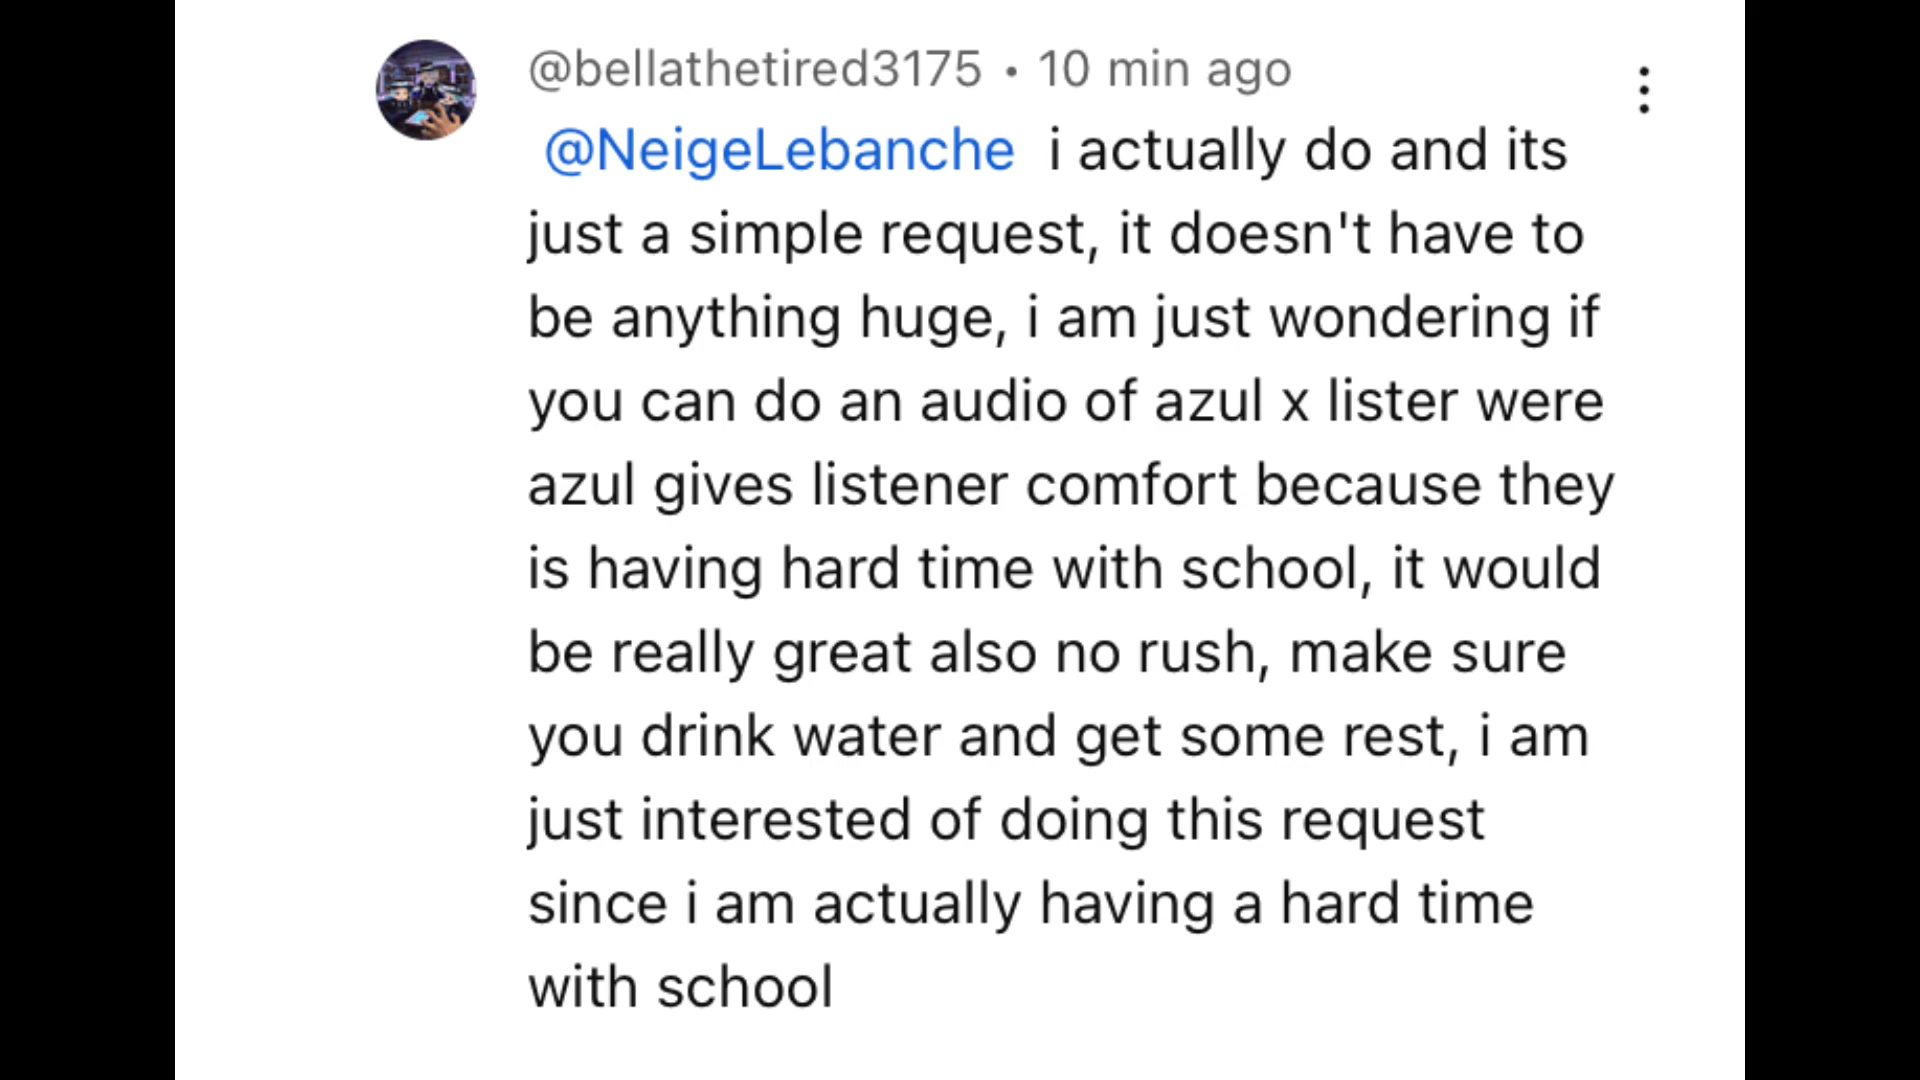 @bellathetired3175 • 10 min ago
@NeigeLebanche i actually do and its
just a simple request, it doesn't have to
be anything huge, i am just wondering if
you can do an audio of azul x lister were
azul gives listener comfort because they
is having hard time with school, it would
be really great also no rush, make sure
you drink water and get some rest, i am
just interested of doing this request
since i am actually having a hard time
with school